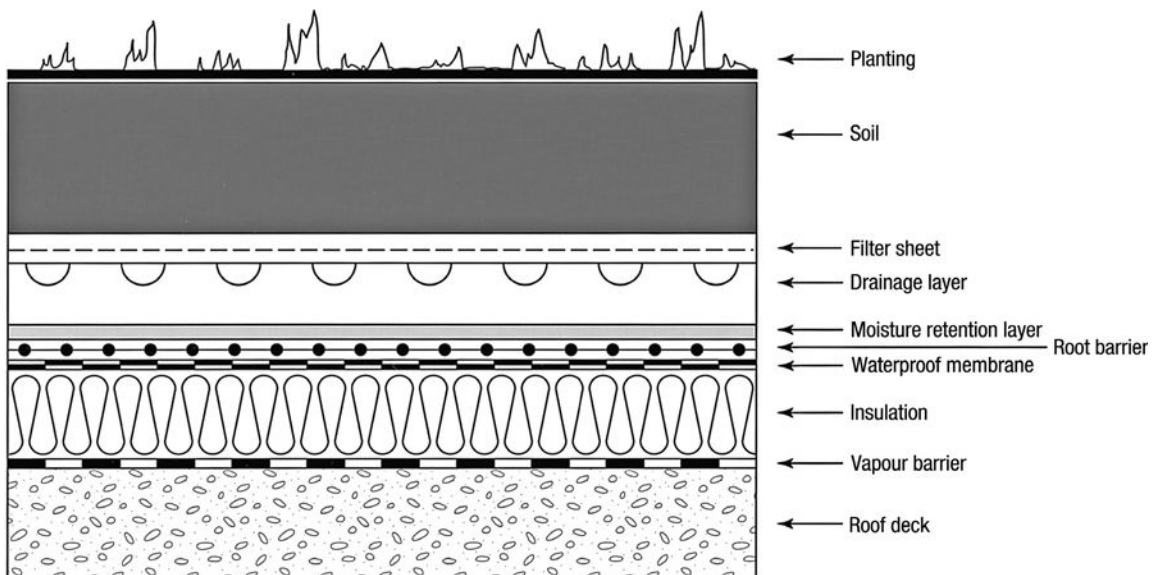 Planting
Soil
Filter sheet
Drainage layer
Moisture retention layer
Root barrier
Waterproof membrane
Insulation
Vapour barrier
Roof deck